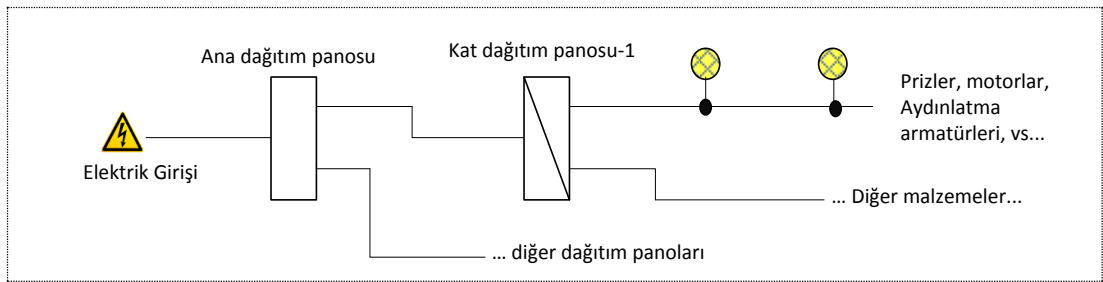 Ana dağıtım panosu
Kat dağıtım panosu-1
Prizler, motorlar,
Aydınlatma
armatürleri, vs...
Elektrik Girişi
... Diğer malzemeler...
... diğer dağıtım panoları